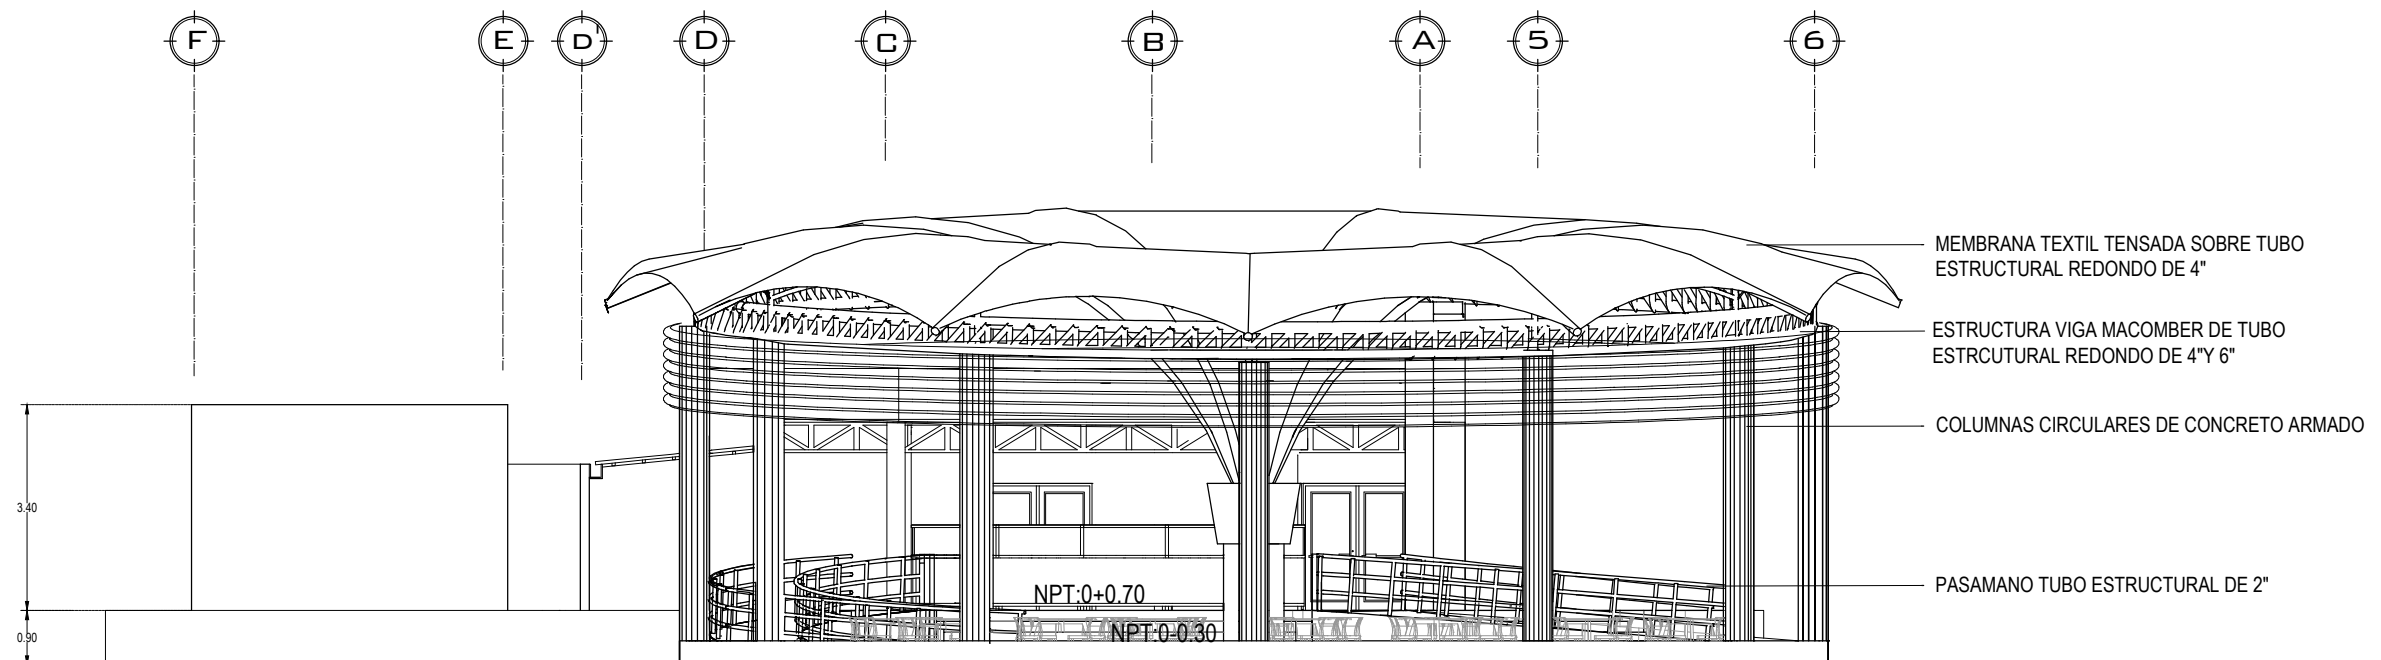 F E D' D C B A 5 6
MEMBRANA TEXTIL TENSADA SOBRE TUBO
ESTRUCTURAL REDONDO DE 4"
ESTRUCTURA VIGA MACOMBER DE TUBO
ESTRCUTURAL REDONDO DE 4"Y 6"
COLUMNAS CIRCULARES DE CONCRETO ARMADO
3.40
PASAMANO TUBO ESTRUCTURAL DE 2"
NPT:0+0.70
NPT:0-0.30
0.90